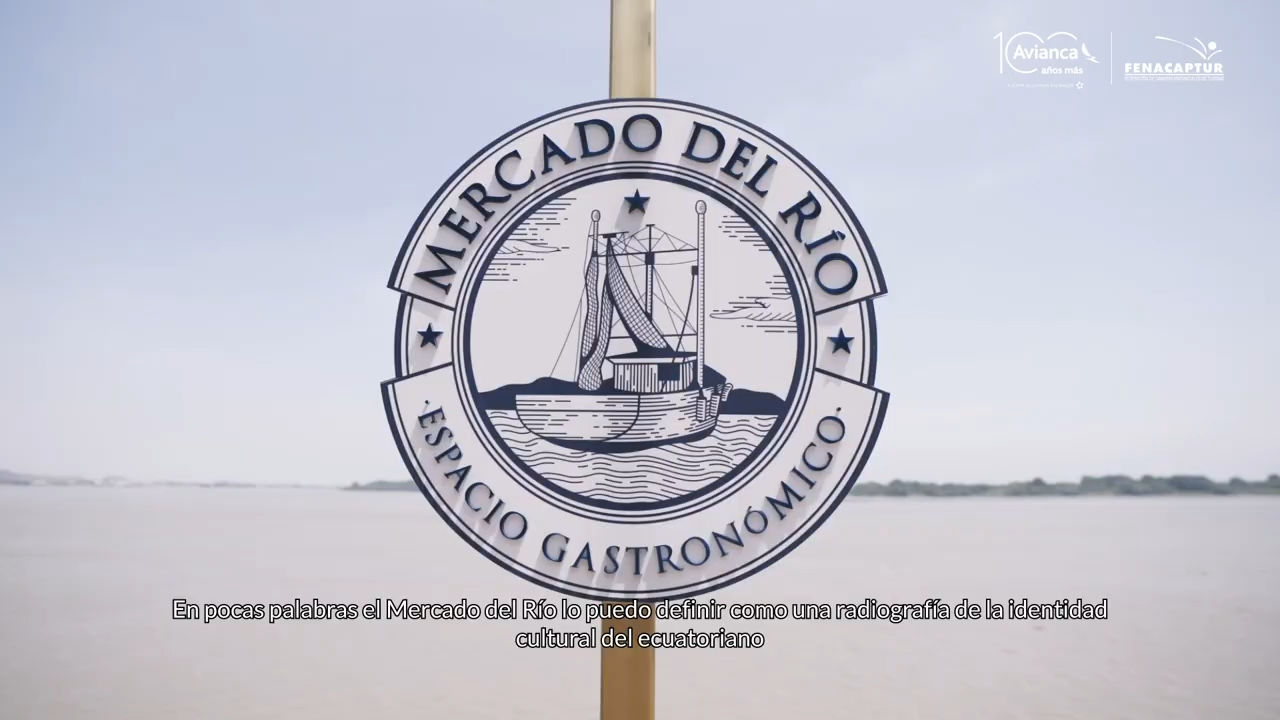 100
Avianca
años más
FENACAPTUR
MERCADO DEL RÍO
·ESPACIO GASTRONÓMICO·
En pocas palabras el Mercado del Río lo puedo definir como una radiografía de la identidad
cultural del ecuatoriano